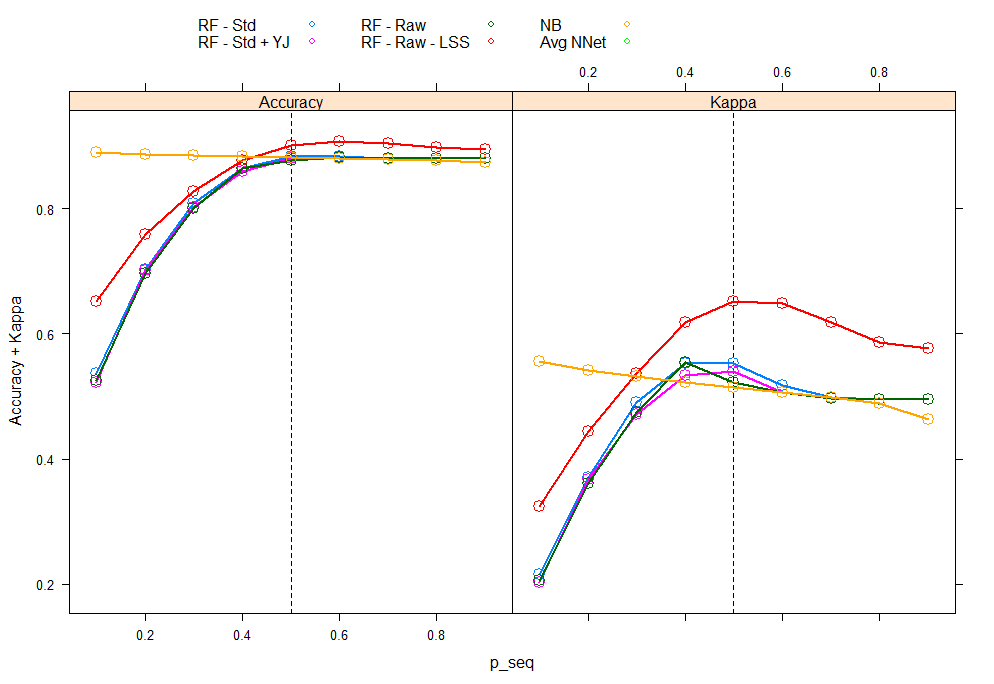 RF - Std RF - Raw NB
RF - Std + YJ RF - Raw - LSS Avg NNet
0.2 0.4 0.6 0.8
Accuracy Kappa
0.8
0.6
0.4
0.2
Accuracy + Kappa
0.2 0.4 0.6 0.8
p_seq